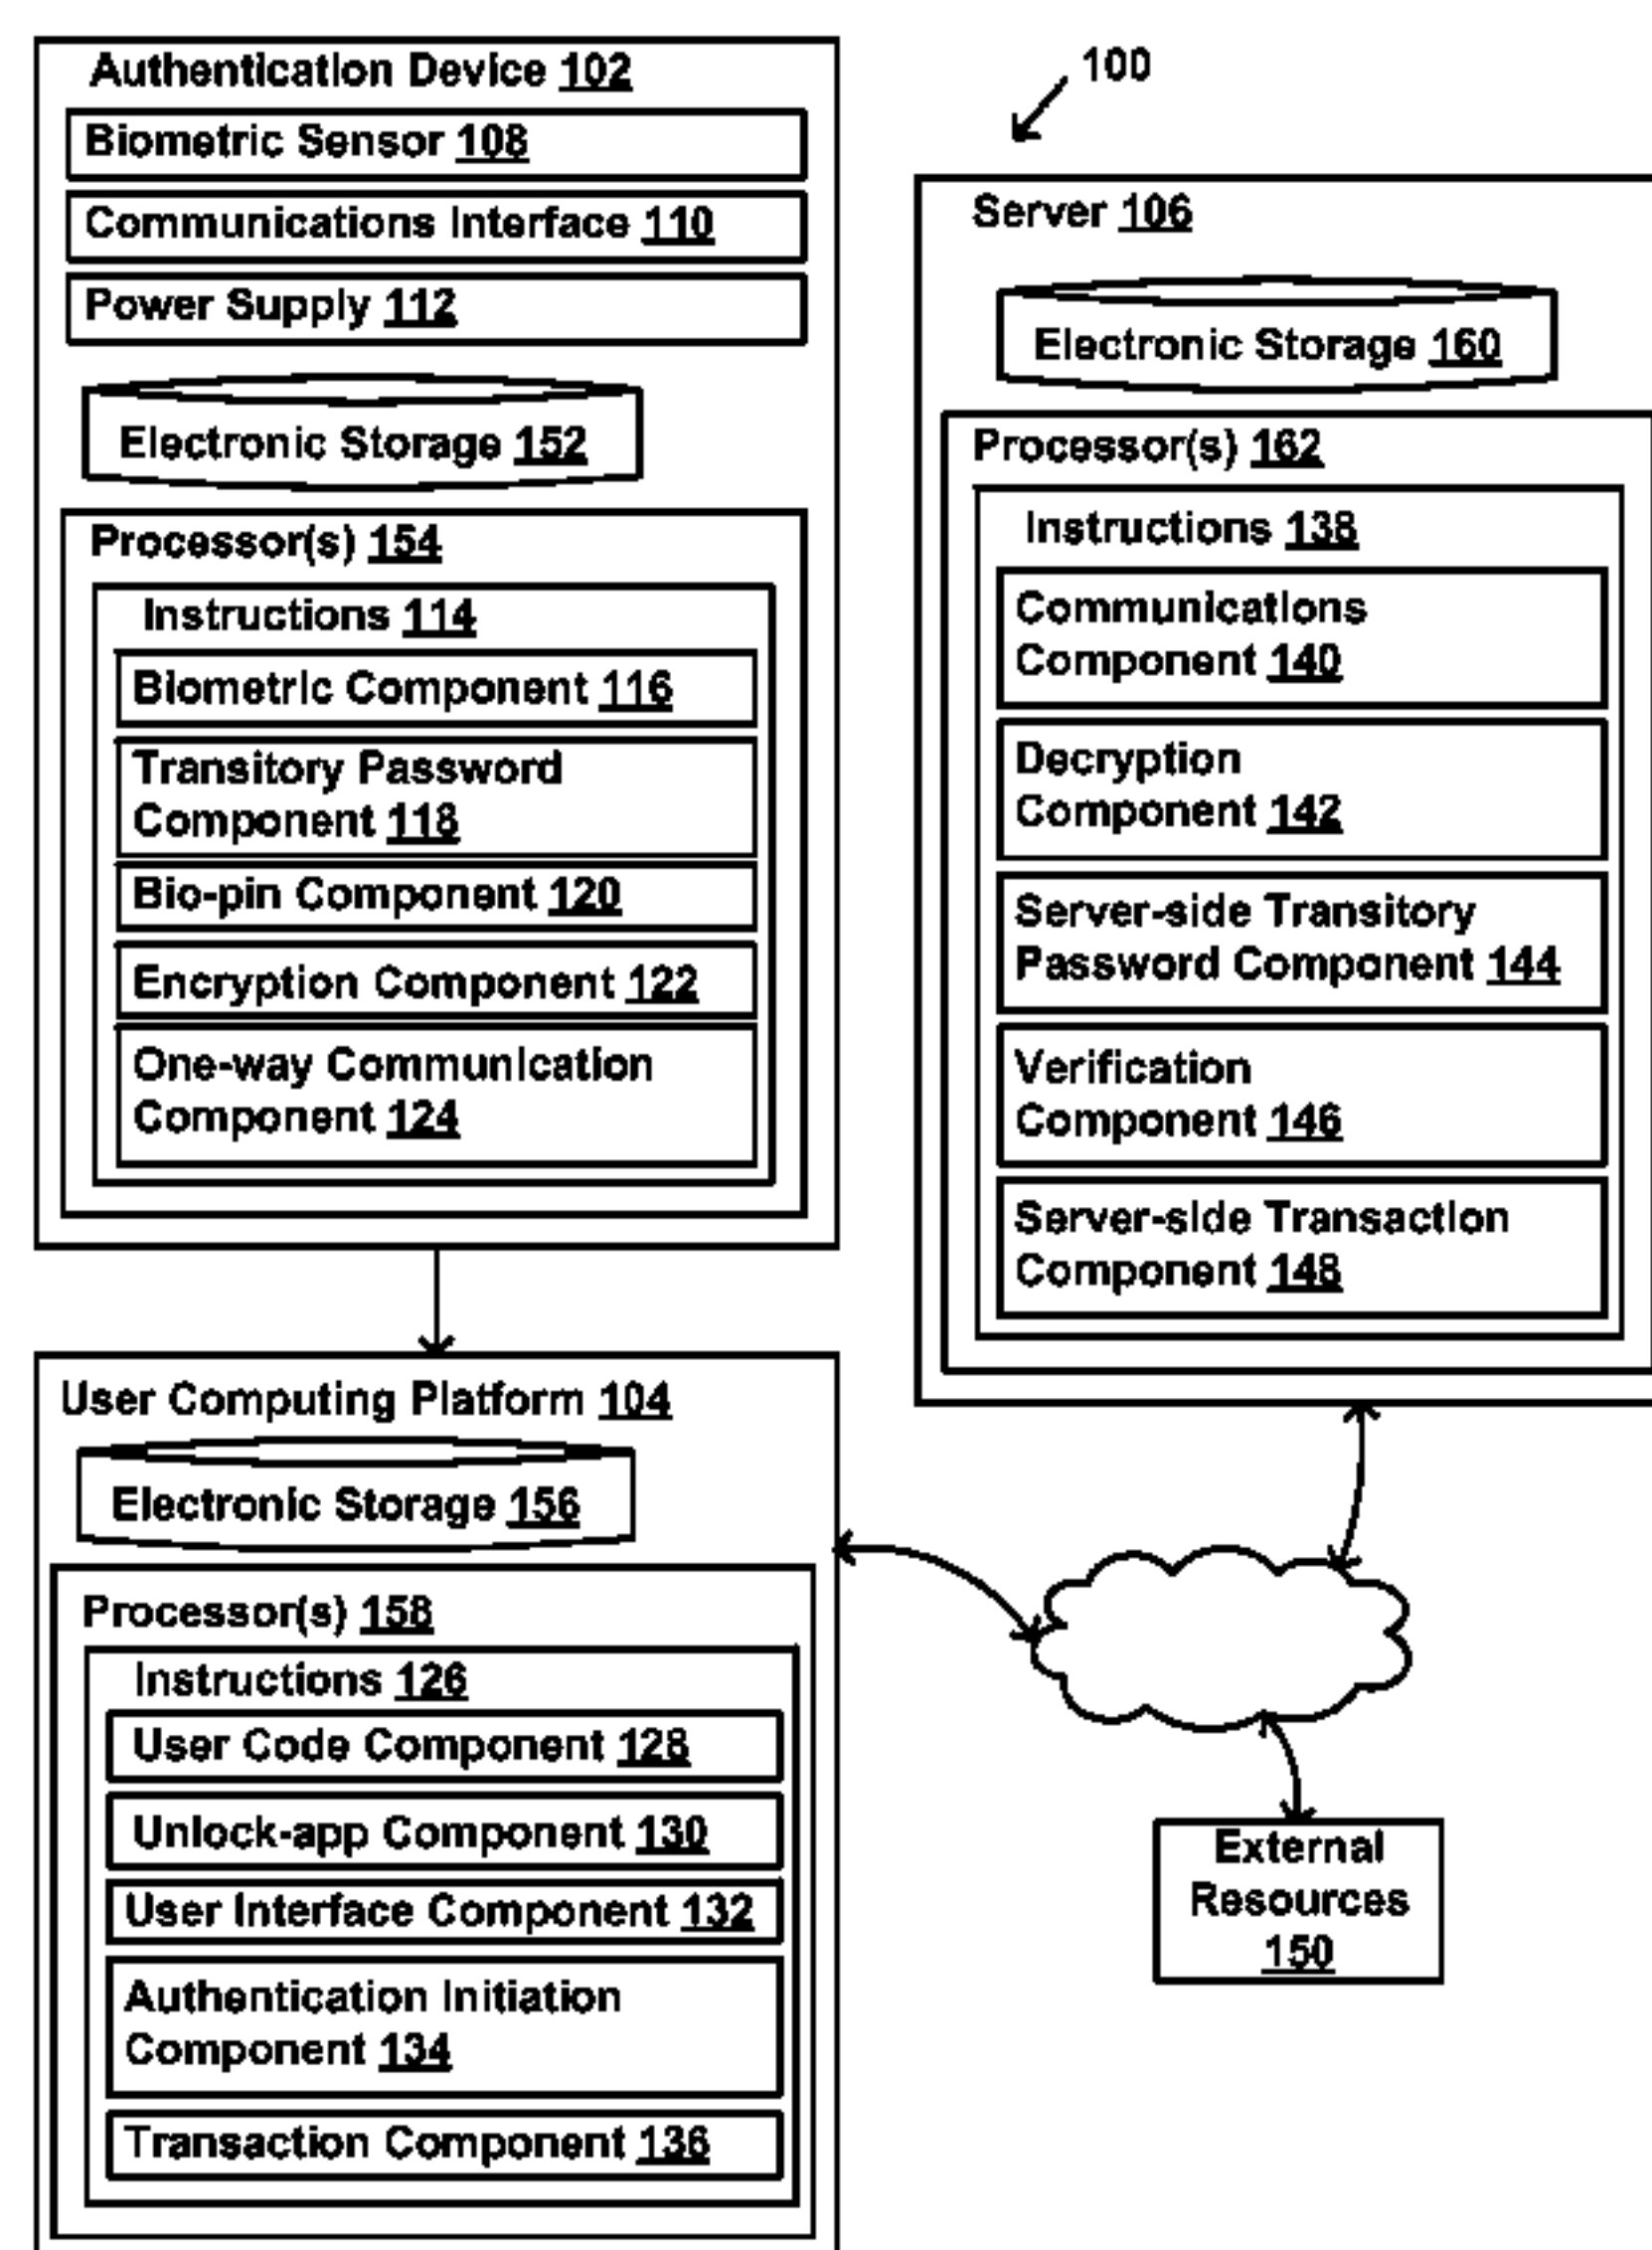 Authentication Device 102
Biometric Sensor 108
Communications Interface 110
Power Supply 112
Electronic Storage 152
Processor(s) 154
Instructions 114
Biometric Component 116
Transitory Password
Component 118
Bio-pin Component 120
Encryption Component 122
One-way Communication
Component 124
100
Server 106
Electronic Storage 160
Processor(s) 162
Instructions 138
Communications
Component 140
Decryption
Component 142
Server-side Transitory
Password Component 144
Verification
Component 146
Server-side Transaction
Component 148
User Computing Platform 104
Electronic Storage 156
Processor(s) 158
Instructions 126
User Code Component 128
Unlock-app Component 130
User Interface Component 132
Authentication Initiation
Component 134
Transaction Component 136
External
Resources
150